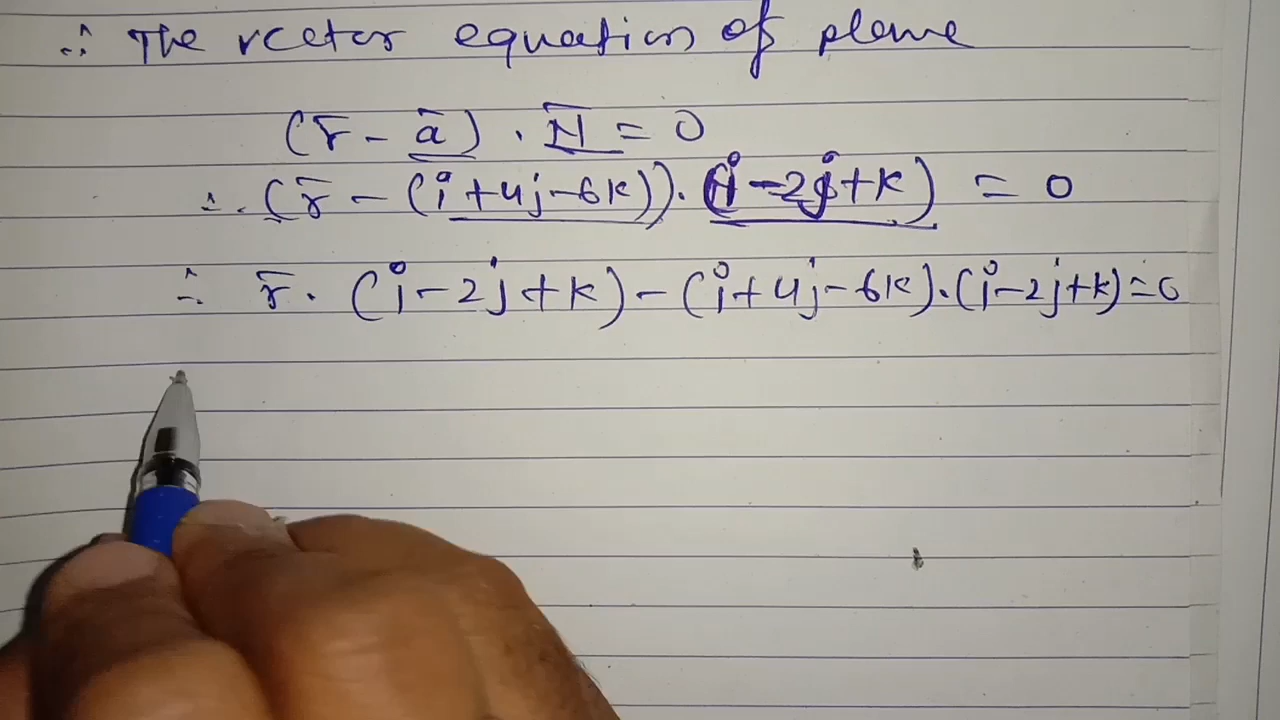 ∴ The vector equation of plane
(r̄ - ā) . N̄ = 0
∴ (r̄ - (i + 4j - 6k)) . (i - 2j + k) = 0
∴ r̄ . (i - 2j + k) - (i + 4j - 6k) . (i - 2j + k) = 0